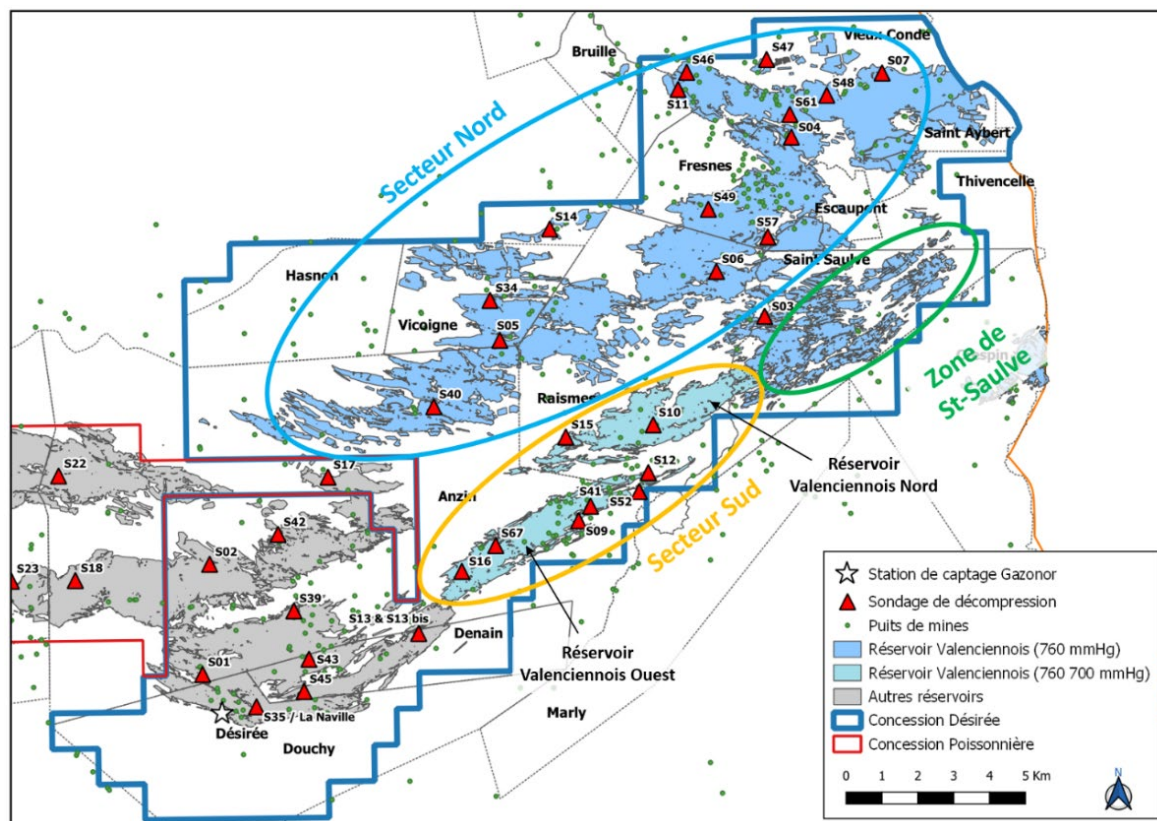 Vieux Condé
Bruille
S47
S46
S07
S48
S11
S61
S04
Saint Aybert
Secteur Nord
Fresnes
Thivencelle
S49
Escaupont
S14
S57
Saint Saulve
Hasnon
S06
S34
S03
Vicoigne
S05
Zone de
St-Saulve
Raismes
S40
S10
S15
Réservoir
Valenciennois Nord
S22
S17
S12
Anzin
S41
S52
Secteur Sud
S42
S09
S02
S67
S23
S18
S16
S39
S13 & S13 bis
Denain
Réservoir
Valenciennois Ouest
S43
S01
S45
S35 / La Naville
Désirée
Marly
Douchy
Station de captage Gazonor
Sondage de décompression
Puits de mines
Réservoir Valenciennois (760 mmHg)
Réservoir Valenciennois (760 700 mmHg)
Autres réservoirs
Concession Désirée
Concession Poissonnière
0 1 2 3 4 5 Km
N